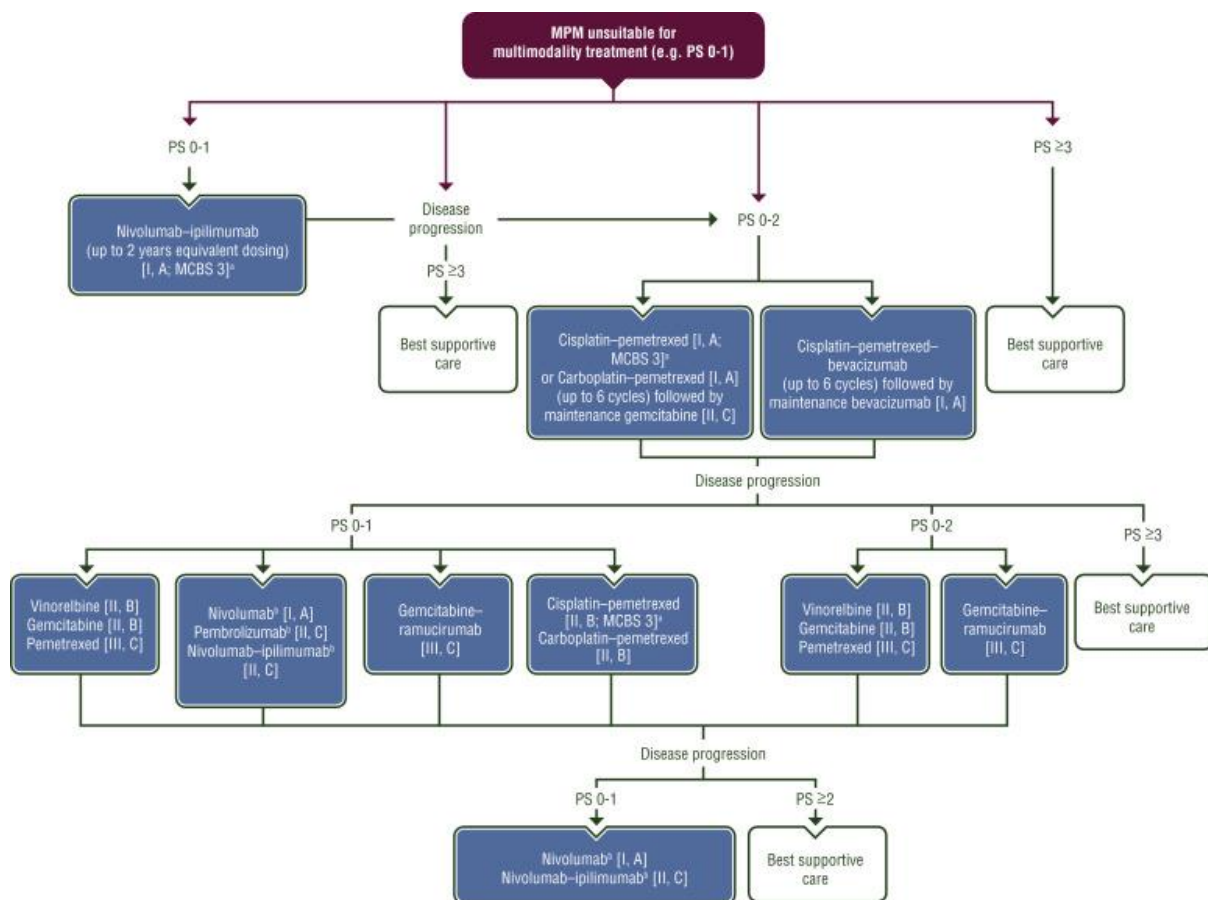 MPM unsuitable for
multimodality treatment (e.g. PS 0-1)
PS 0-1
PS ≥3
Nivolumab–ipilimumab
(up to 2 years equivalent dosing)
[I, A; MCBS 3]ᵃ
Disease
progression
PS 0-2
PS ≥3
Best supportive
care
Cisplatin–pemetrexed [I, A;
MCBS 3]ᵃ
or Carboplatin–pemetrexed [I, A]
(up to 6 cycles) followed by
maintenance gemcitabine [II, C]
Cisplatin–pemetrexed–
bevacizumab
(up to 6 cycles) followed by
maintenance bevacizumab [I, A]
Best supportive
care
Disease progression
PS 0-1
PS 0-2
PS ≥3
Vinorelbine [II, B]
Gemcitabine [II, B]
Pemetrexed [III, C]
Nivolumabᵇ [I, A]
Pembrolizumabᵇ [II, C]
Nivolumab–ipilimumabᵇ
[II, C]
Gemcitabine–
ramucirumab
[III, C]
Cisplatin–pemetrexed
[II, B; MCBS 3]ᵃ
Carboplatin–pemetrexed
[II, B]
Vinorelbine [II, B]
Gemcitabine [II, B]
Pemetrexed [III, C]
Gemcitabine–
ramucirumab
[III, C]
Best supportive
care
Disease progression
PS 0-1
PS ≥2
Nivolumabᵇ [I, A]
Nivolumab–ipilimumabᵇ [II, C]
Best supportive
care